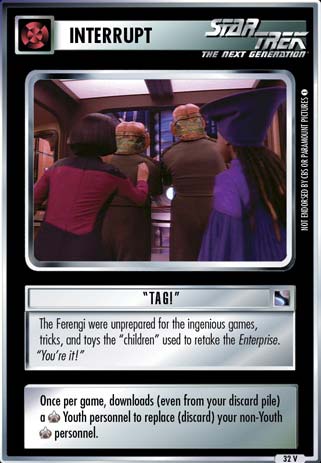 INTERRUPT
STAR TREK
THE NEXT GENERATION
NOT ENDORSED BY CBS OR PARAMOUNT PICTURES
"TAG!"
The Ferengi were unprepared for the ingenious games,
tricks, and toys the "children" used to retake the Enterprise.
"You're it!"
Once per game, downloads (even from your discard pile)
a Youth personnel to replace (discard) your non-Youth
personnel.
32 V